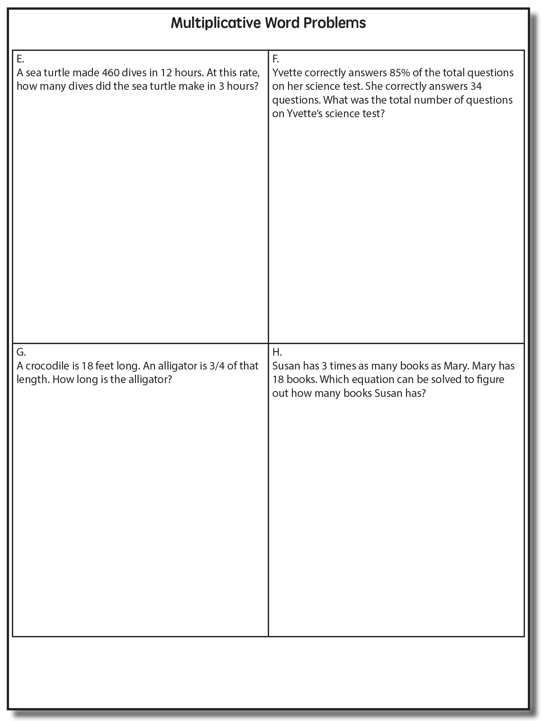 Multiplicative Word Problems
E.
A sea turtle made 460 dives in 12 hours. At this rate,
how many dives did the sea turtle make in 3 hours?
F.
Yvette correctly answers 85% of the total questions
on her science test. She correctly answers 34
questions. What was the total number of questions
on Yvette's science test?
G.
A crocodile is 18 feet long. An alligator is 3/4 of that
length. How long is the alligator?
H.
Susan has 3 times as many books as Mary. Mary has
18 books. Which equation can be solved to figure
out how many books Susan has?